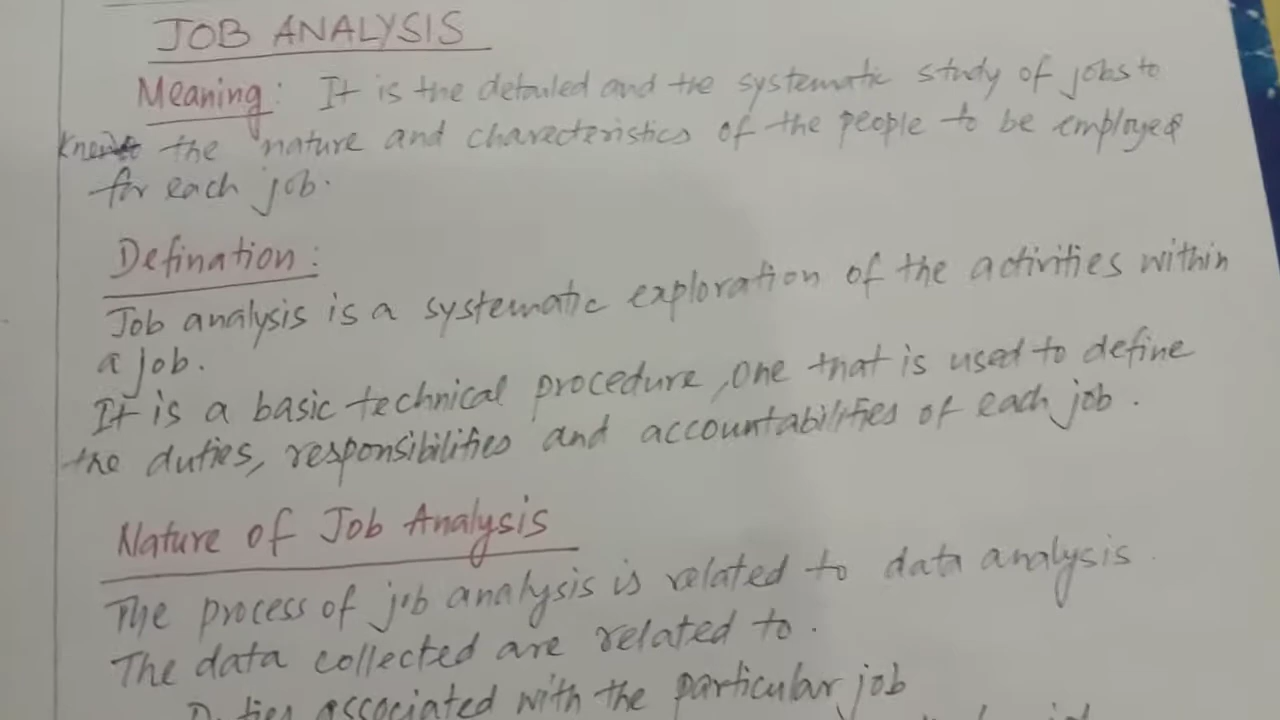 JOB ANALYSIS
Meaning: It is the detailed and the systematic study of jobs to
know the nature and characteristics of the people to be employed
for each job.
Defination:
Job analysis is a systematic exploration of the activities within
a job.
It is a basic technical procedure, one that is used to define
the duties, responsibilities and accountabilities of each job.
Nature of Job Analysis
The process of job analysis is related to data analysis.
The data collected are related to.
Duties associated with the particular job